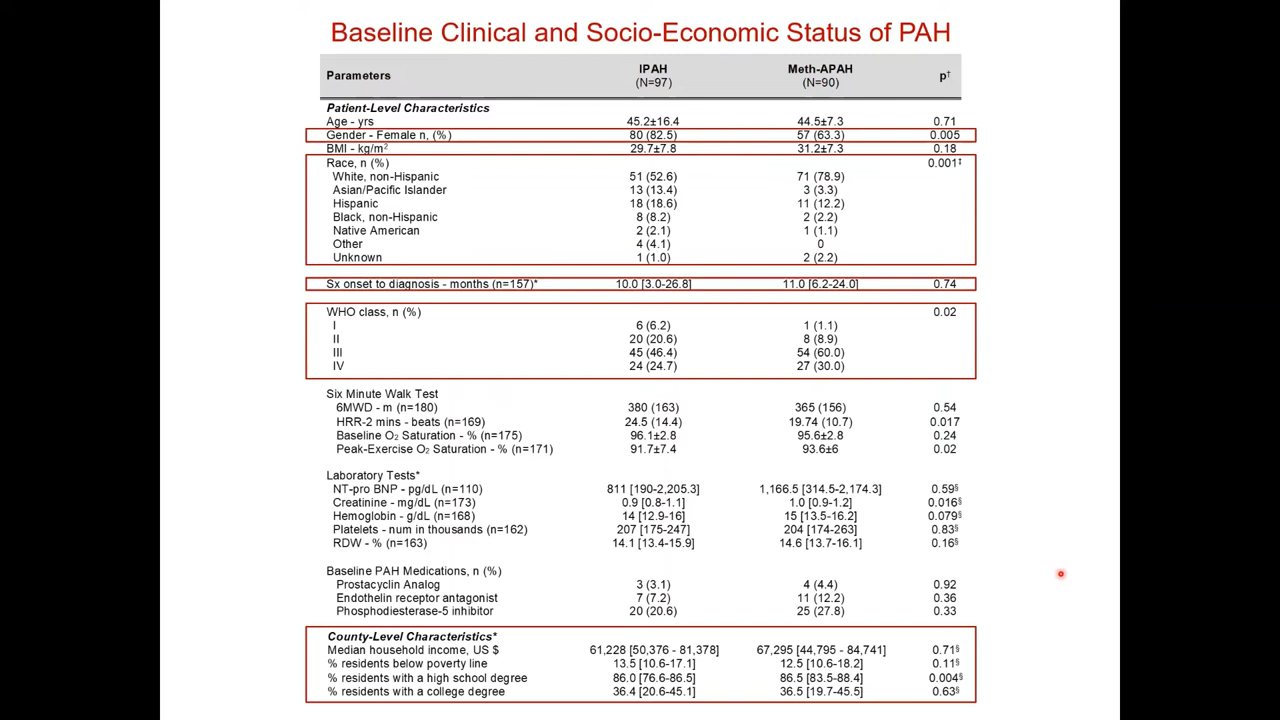 Baseline Clinical and Socio-Economic Status of PAH
Parameters IPAH (N=97) Meth-APAH (N=90) p†
Patient-Level Characteristics
Age - yrs 45.2±16.4 44.5±7.3 0.71
Gender - Female n, (%) 80 (82.5) 57 (63.3) 0.005
BMI - kg/m² 29.7±7.8 31.2±7.3 0.18
Race, n (%) 0.001‡
White, non-Hispanic 51 (52.6) 71 (78.9)
Asian/Pacific Islander 13 (13.4) 3 (3.3)
Hispanic 18 (18.6) 11 (12.2)
Black, non-Hispanic 8 (8.2) 2 (2.2)
Native American 2 (2.1) 1 (1.1)
Other 4 (4.1) 0
Unknown 1 (1.0) 2 (2.2)
Sx onset to diagnosis - months (n=157)* 10.0 [3.0-26.8] 11.0 [6.2-24.0] 0.74
WHO class, n (%) 0.02
I 6 (6.2) 1 (1.1)
II 20 (20.6) 8 (8.9)
III 45 (46.4) 54 (60.0)
IV 24 (24.7) 27 (30.0)
Six Minute Walk Test
6MWD - m (n=180) 380 (163) 365 (156) 0.54
HRR-2 mins - beats (n=169) 24.5 (14.4) 19.74 (10.7) 0.017
Baseline O₂ Saturation - % (n=175) 96.1±2.8 95.6±2.8 0.24
Peak-Exercise O₂ Saturation - % (n=171) 91.7±7.4 93.6±6 0.02
Laboratory Tests*
NT-pro BNP - pg/dL (n=110) 811 [190-2,205.3] 1,166.5 [314.5-2,174.3] 0.59§
Creatinine - mg/dL (n=173) 0.9 [0.8-1.1] 1.0 [0.9-1.2] 0.016§
Hemoglobin - g/dL (n=168) 14 [12.9-16] 15 [13.5-16.2] 0.079§
Platelets - num in thousands (n=162) 207 [175-247] 204 [174-263] 0.83§
RDW - % (n=163) 14.1 [13.4-15.9] 14.6 [13.7-16.1] 0.16§
Baseline PAH Medications, n (%)
Prostacyclin Analog 3 (3.1) 4 (4.4) 0.92
Endothelin receptor antagonist 7 (7.2) 11 (12.2) 0.36
Phosphodiesterase-5 inhibitor 20 (20.6) 25 (27.8) 0.33
County-Level Characteristics*
Median household income, US $ 61,228 [50,376 - 81,378] 67,295 [44,795 - 84,741] 0.71§
% residents below poverty line 13.5 [10.6-17.1] 12.5 [10.6-18.2] 0.11§
% residents with a high school degree 86.0 [76.6-86.5] 86.5 [83.5-88.4] 0.004§
% residents with a college degree 36.4 [20.6-45.1] 36.5 [19.7-45.5] 0.63§